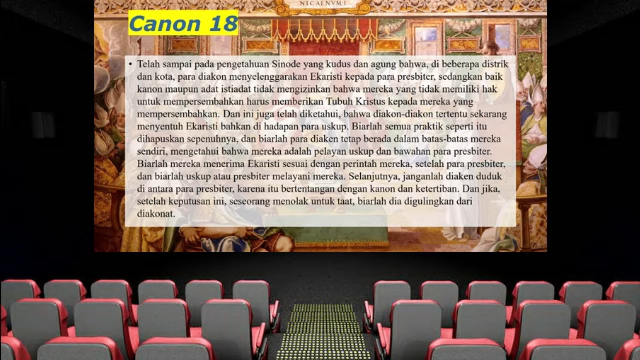 NICAENVM I
Canon 18
• Telah sampai pada pengetahuan Sinode yang kudus dan agung bahwa, di beberapa distrik
dan kota, para diakon menyelenggarakan Ekaristi kepada para presbiter, sedangkan baik
kanon maupun adat istiadat tidak mengizinkan bahwa mereka yang tidak memiliki hak
untuk mempersembahkan harus memberikan Tubuh Kristus kepada mereka yang
mempersembahkan. Dan ini juga telah diketahui, bahwa diakon-diakon tertentu sekarang
menyentuh Ekaristi bahkan di hadapan para uskup. Biarlah semua praktik seperti itu
dihapuskan sepenuhnya, dan biarlah para diaken tetap berada dalam batas-batas mereka
sendiri, mengetahui bahwa mereka adalah pelayan uskup dan bawahan para presbiter.
Biarlah mereka menerima Ekaristi sesuai dengan perintah mereka, setelah para presbiter,
dan biarlah uskup atau presbiter melayani mereka. Selanjutnya, janganlah diaken duduk
di antara para presbiter, karena itu bertentangan dengan kanon dan ketertiban. Dan jika,
setelah keputusan ini, seseorang menolak untuk taat, biarlah dia digulingkan dari
diakonat.